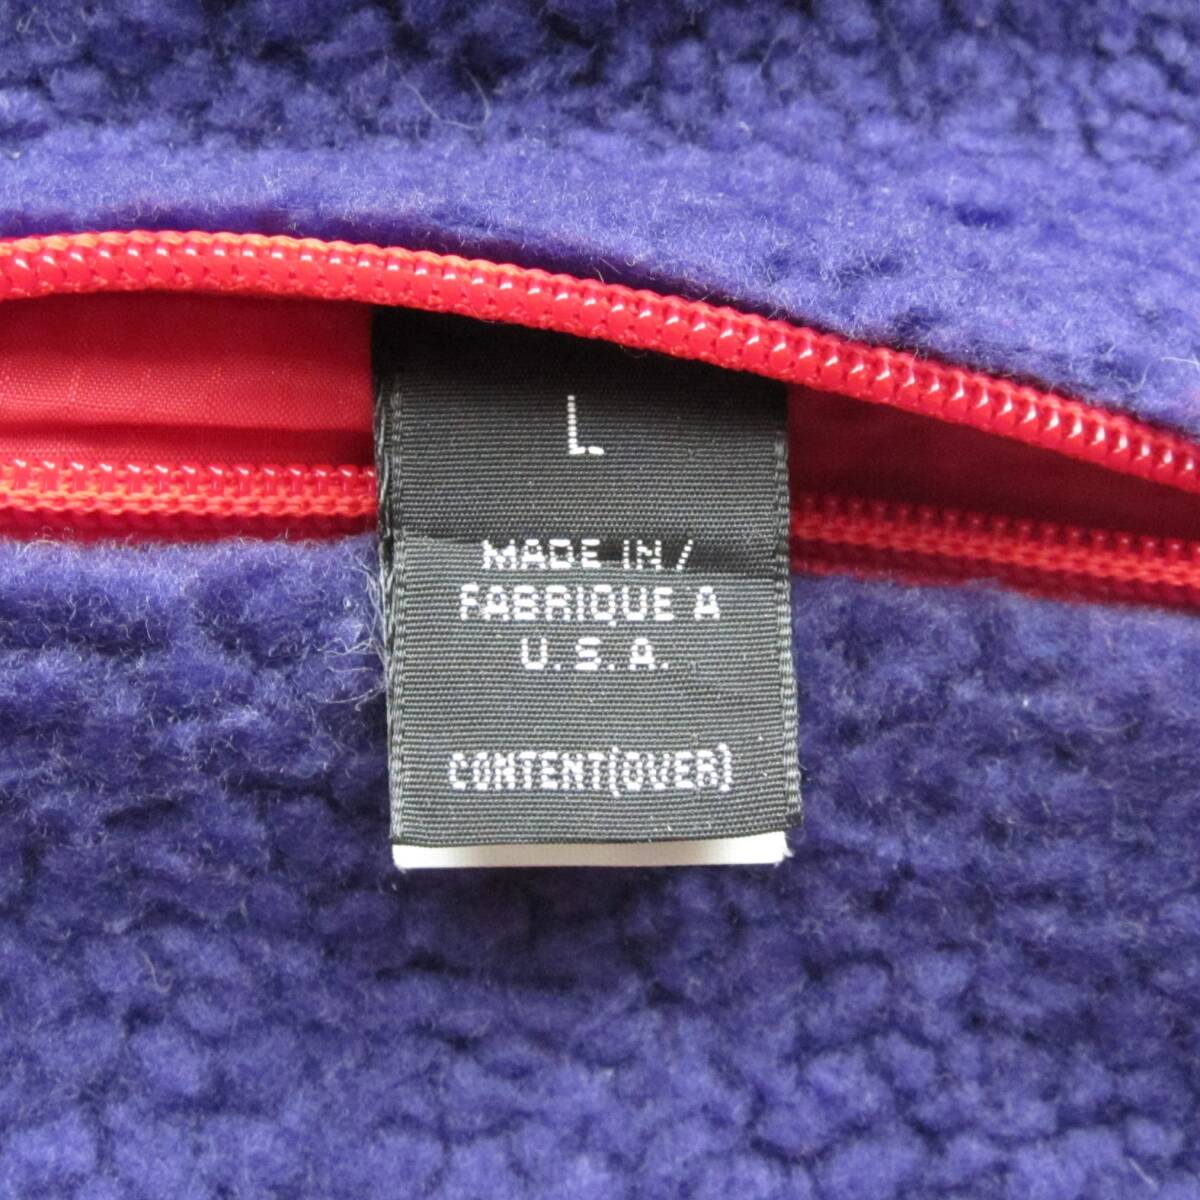 L
MADE IN /
FABRIQUE A
U.S.A.
CONTENT(OVER)